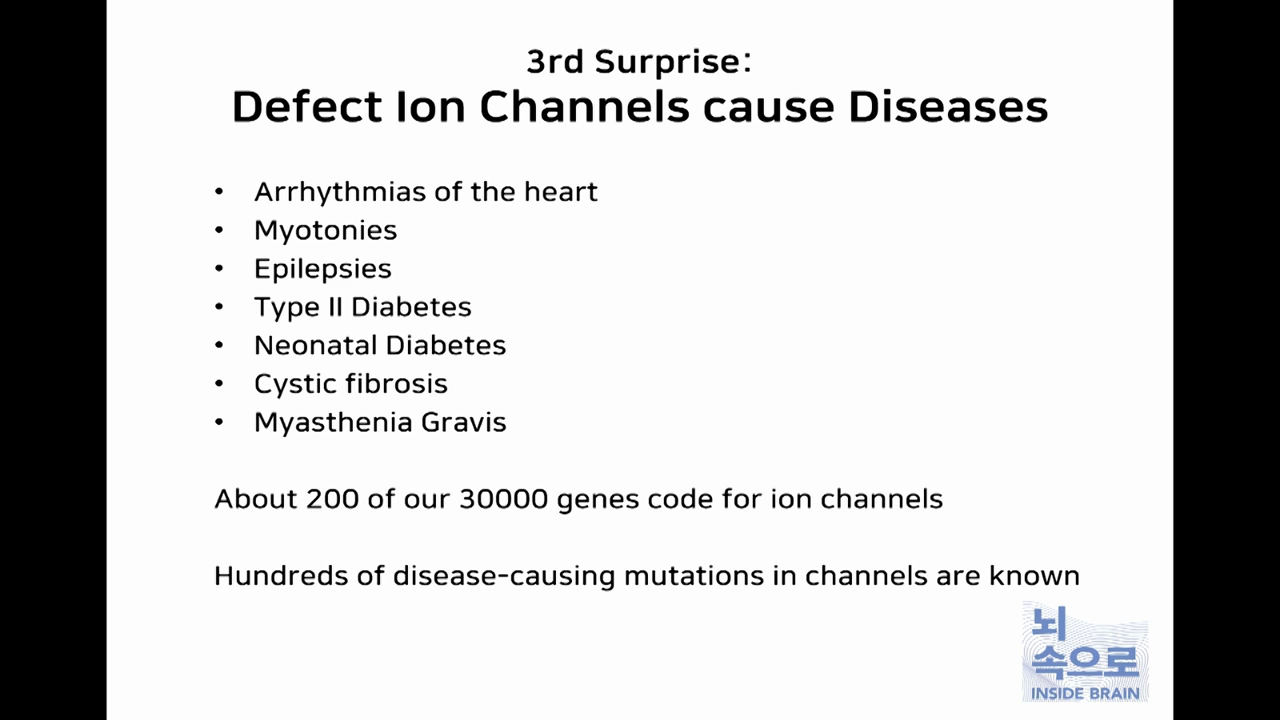 3rd Surprise:
Defect Ion Channels cause Diseases
• Arrhythmias of the heart
• Myotonies
• Epilepsies
• Type II Diabetes
• Neonatal Diabetes
• Cystic fibrosis
• Myasthenia Gravis
About 200 of our 30000 genes code for ion channels
Hundreds of disease-causing mutations in channels are known
뇌
속으로
INSIDE BRAIN